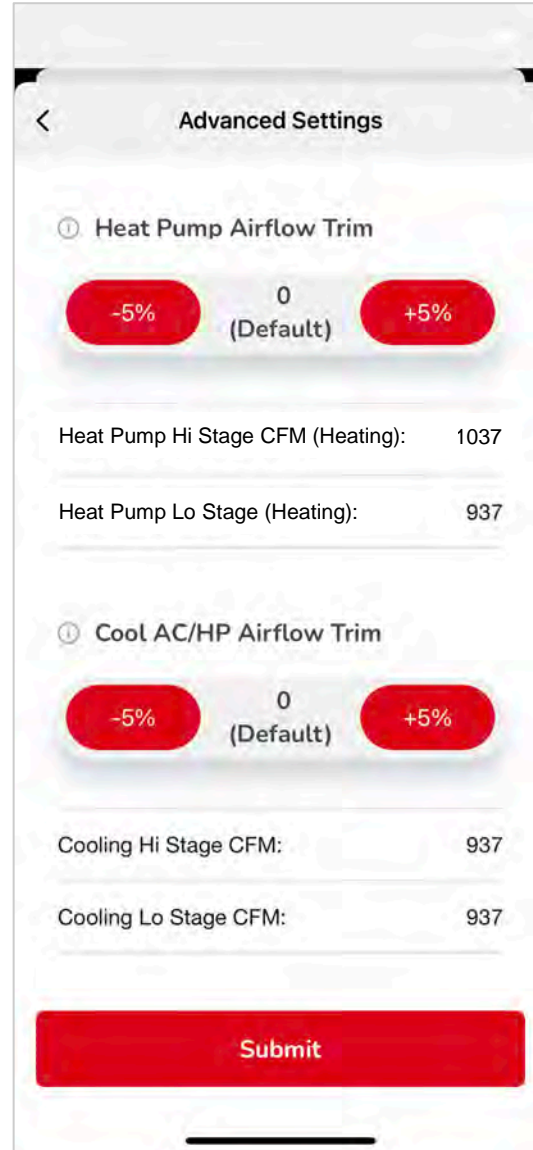 Advanced Settings
Heat Pump Airflow Trim
-5%
0
(Default)
+5%
Heat Pump Hi Stage CFM (Heating): 1037
Heat Pump Lo Stage (Heating): 937
Cool AC/HP Airflow Trim
-5%
0
(Default)
+5%
Cooling Hi Stage CFM: 937
Cooling Lo Stage CFM: 937
Submit